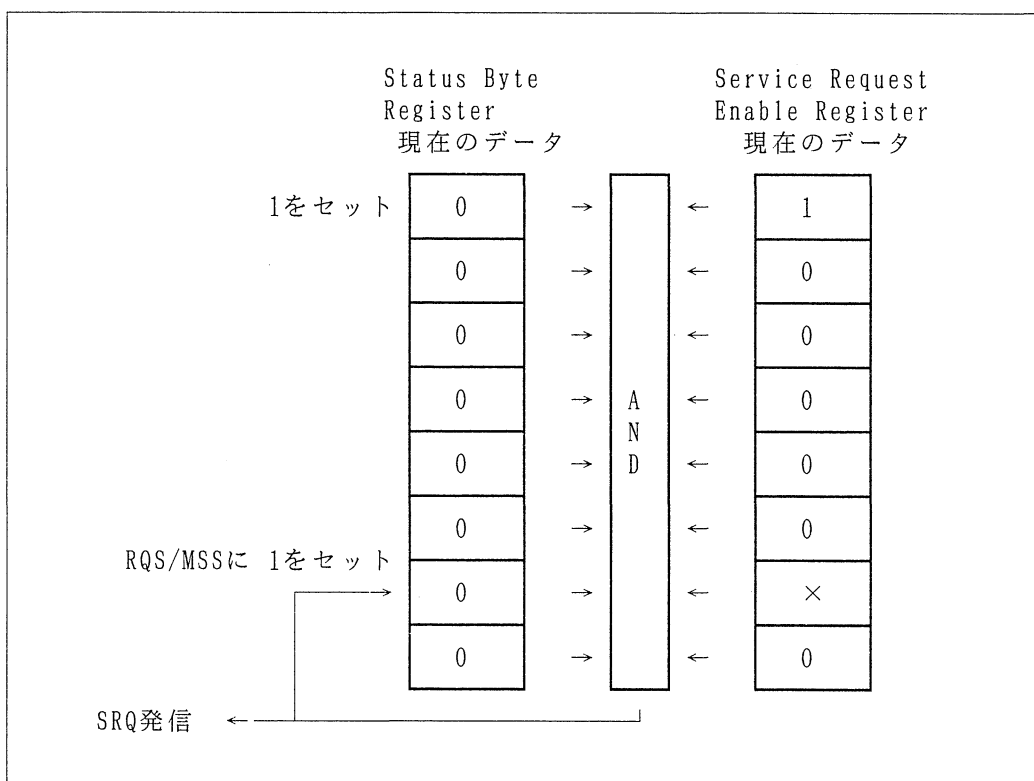 Status Byte
Register
現在のデータ
Service Request
Enable Register
現在のデータ
1をセット 0 → ← 1
0 → ← 0
0 → ← 0
0 → A ← 0
N
0 → D ← 0
0 → ← 0
RQS/MSSに 1をセット
0 → ← ×
0 → ← 0
SRQ発信 ←